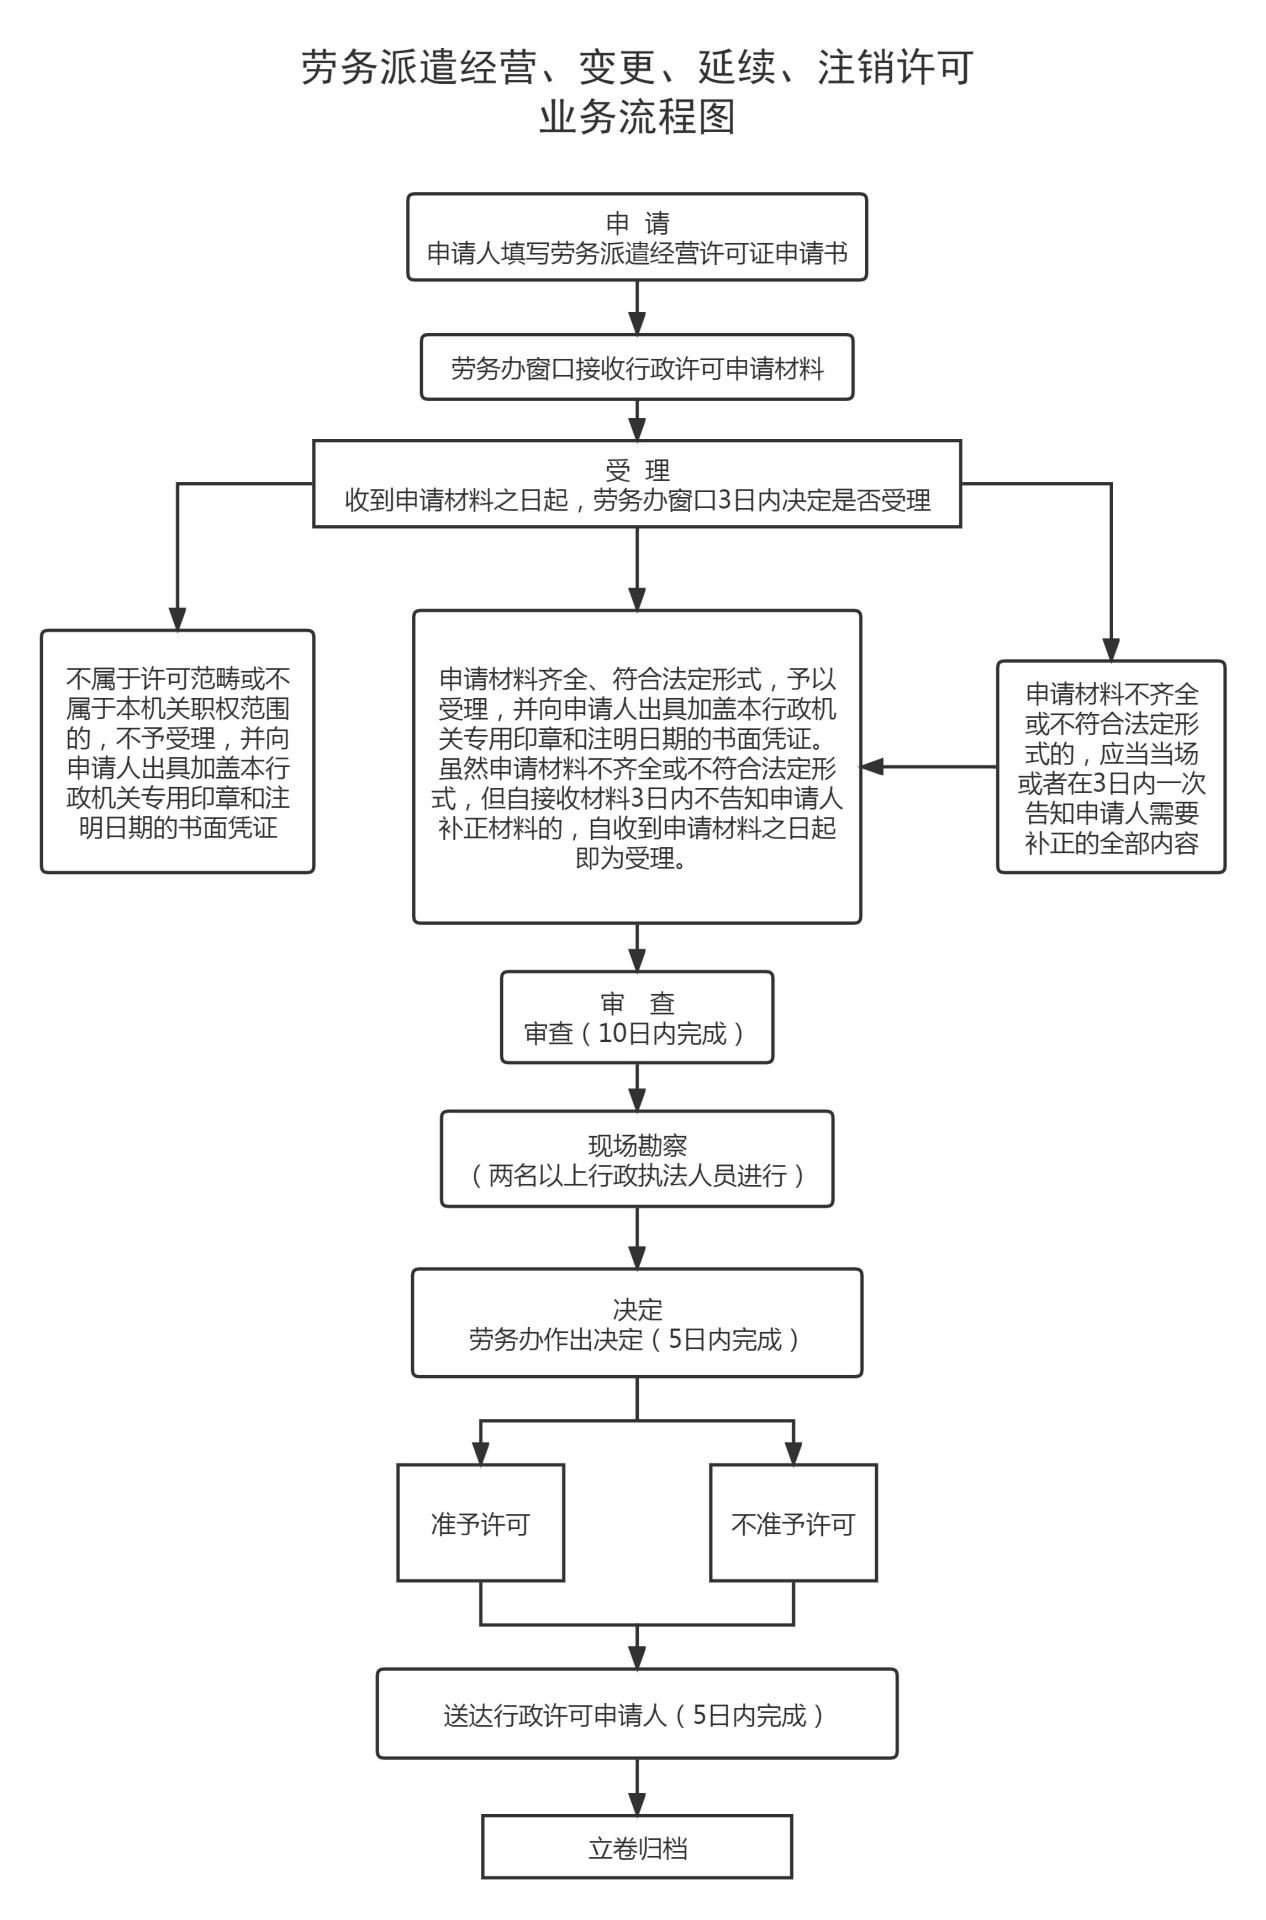 劳务派遣经营、变更、延续、注销许可
业务流程图
申 请
申请人填写劳务派遣经营许可证申请书
劳务办窗口接收行政许可申请材料
受 理
收到申请材料之日起，劳务办窗口3日内决定是否受理
不属于许可范畴或不
属于本机关职权范围
的，不予受理，并向
申请人出具加盖本行
政机关专用印章和注
明日期的书面凭证
申请材料齐全、符合法定形式，予以
受理，并向申请人出具加盖本行政机
关专用印章和注明日期的书面凭证。
虽然申请材料不齐全或不符合法定形
式，但自接收材料3日内不告知申请人
补正材料的，自收到申请材料之日起
即为受理。
申请材料不齐全
或不符合法定形
式的，应当当场
或者在3日内一次
告知申请人需要
补正的全部内容
审 查
审查（10日内完成）
现场勘察
（两名以上行政执法人员进行）
决定
劳务办作出决定（5日内完成）
准予许可
不准予许可
送达行政许可申请人（5日内完成）
立卷归档